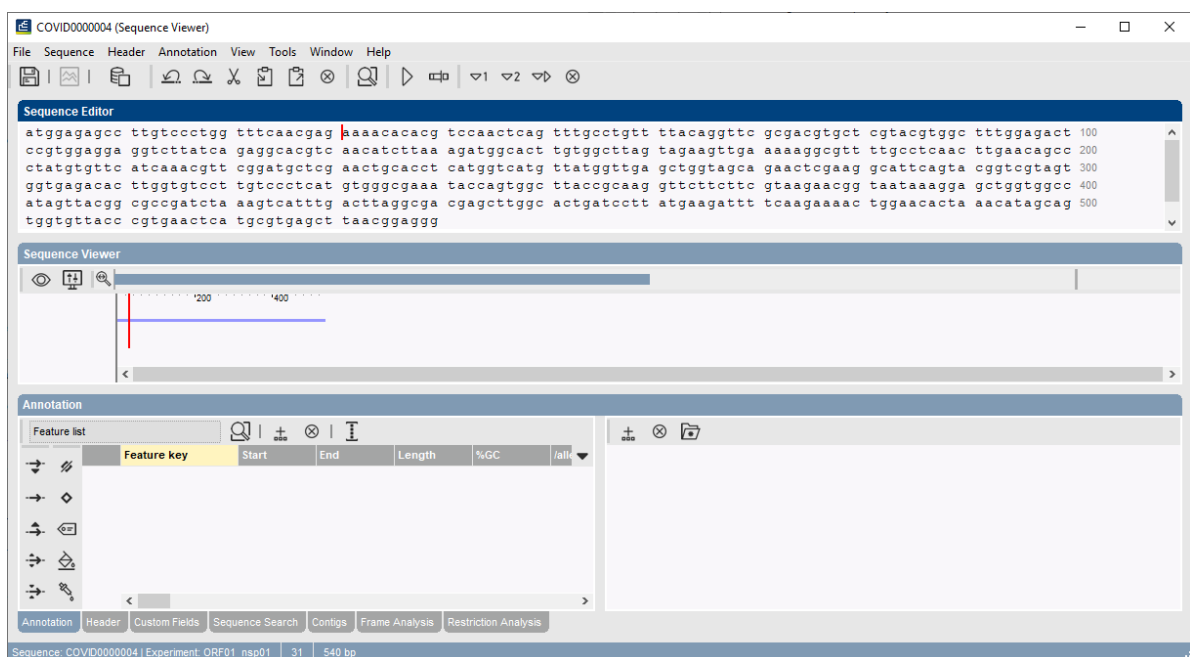 COVID0000004 (Sequence Viewer)
File Sequence Header Annotation View Tools Window Help
1 2
Sequence Editor
atggagagcc ttgtccctgg tttcaacgag aaaacacacg tccaactcag tttgcctgtt ttacaggttc gcgacgtgct cgtacgtggc tttggagact 100
ccgtggagga ggtcttatca gaggcacgtc aacatcttaa agatggcact tgtggcttag tagaagttga aaaaggcgtt ttgcctcaac ttgaacagcc 200
ctatgtgttc atcaaacgtt cggatgctcg aactgcacct catggtcatg ttatggttga gctggtagca gaactcgaag gcattcagta cggtcgtagt 300
ggtgagacac ttggtgtcct tgtccctcat gtgggcgaaa taccagtggc ttaccgcaag gttcttcttc gtaagaacgg taataaagga gctggtggcc 400
atagttacgg cgccgatcta aagtcatttg acttaggcga cgagcttggc actgatcctt atgaagattt tcaagaaaac tggaacacta aacatagcag 500
tggtgttacc cgtgaactca tgcgtgagct taacggaggg
Sequence Viewer
200 400
Annotation
Feature list
Feature key Start End Length %GC /alle
Annotation Header Custom Fields Sequence Search Contigs Frame Analysis Restriction Analysis
Sequence: COVID0000004 | Experiment: ORF01_nsp01 31 540 bp